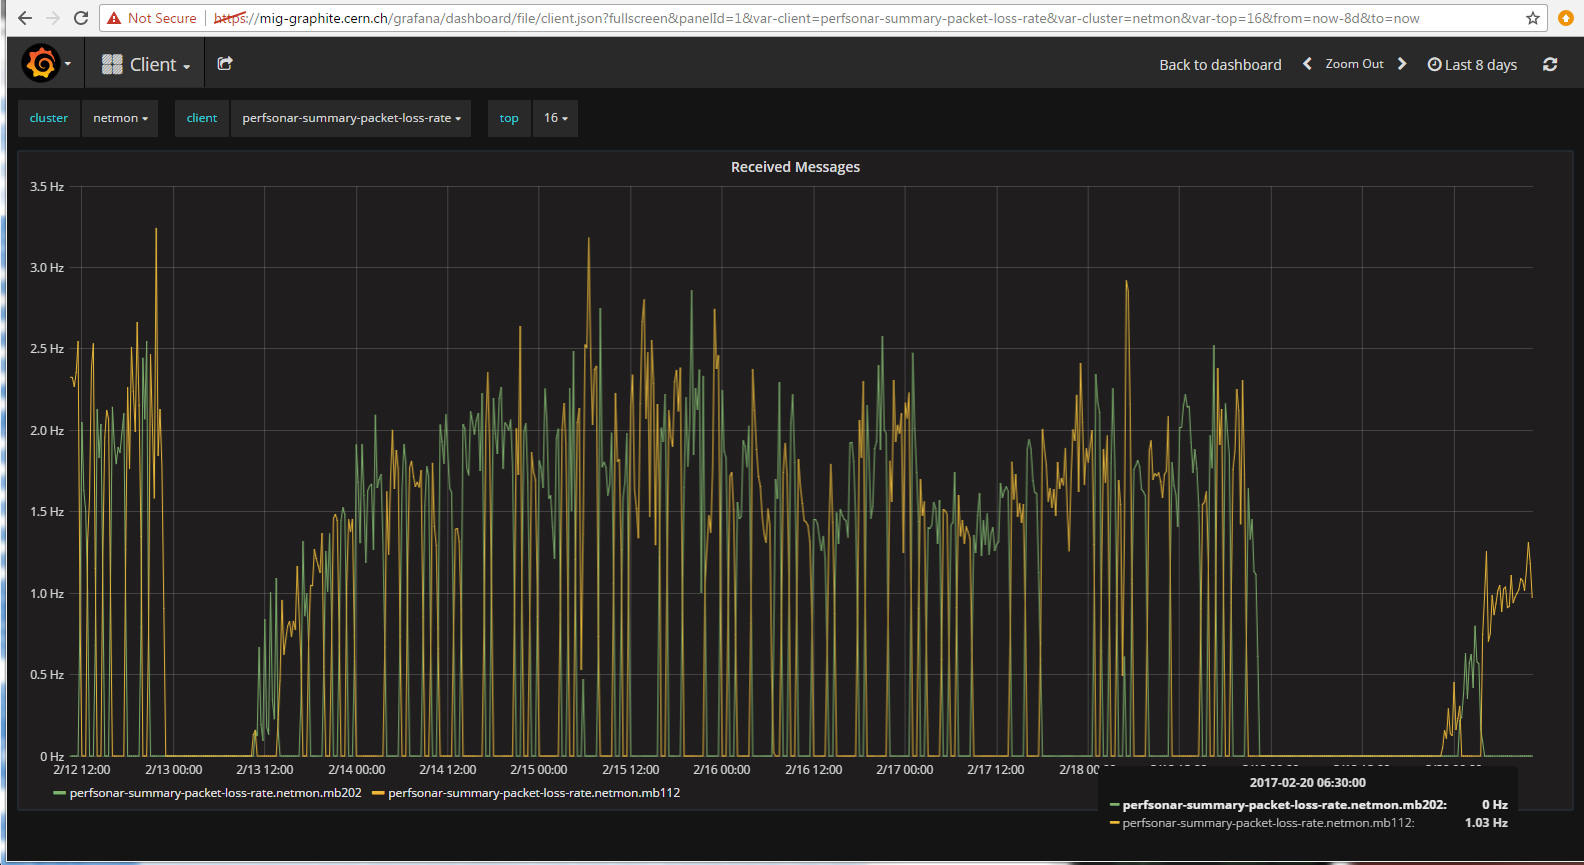 Not Secure | https://mig-graphite.cern.ch/grafana/dashboard/file/client.json?fullscreen&panelId=1&var-client=perfsonar-summary-packet-loss-rate&var-cluster=netmon&var-top=16&from=now-8d&to=now
Client Back to dashboard Zoom Out Last 8 days
cluster netmon client perfsonar-summary-packet-loss-rate top 16
Received Messages
3.5 Hz
3.0 Hz
2.5 Hz
2.0 Hz
1.5 Hz
1.0 Hz
0.5 Hz
0 Hz
2/12 12:00 2/13 00:00 2/13 12:00 2/14 00:00 2/14 12:00 2/15 00:00 2/15 12:00 2/16 00:00 2/16 12:00 2/17 00:00 2/17 12:00 2/18
perfsonar-summary-packet-loss-rate.netmon.mb202 perfsonar-summary-packet-loss-rate.netmon.mb112
2017-02-20 06:30:00
perfsonar-summary-packet-loss-rate.netmon.mb202: 0 Hz
perfsonar-summary-packet-loss-rate.netmon.mb112: 1.03 Hz